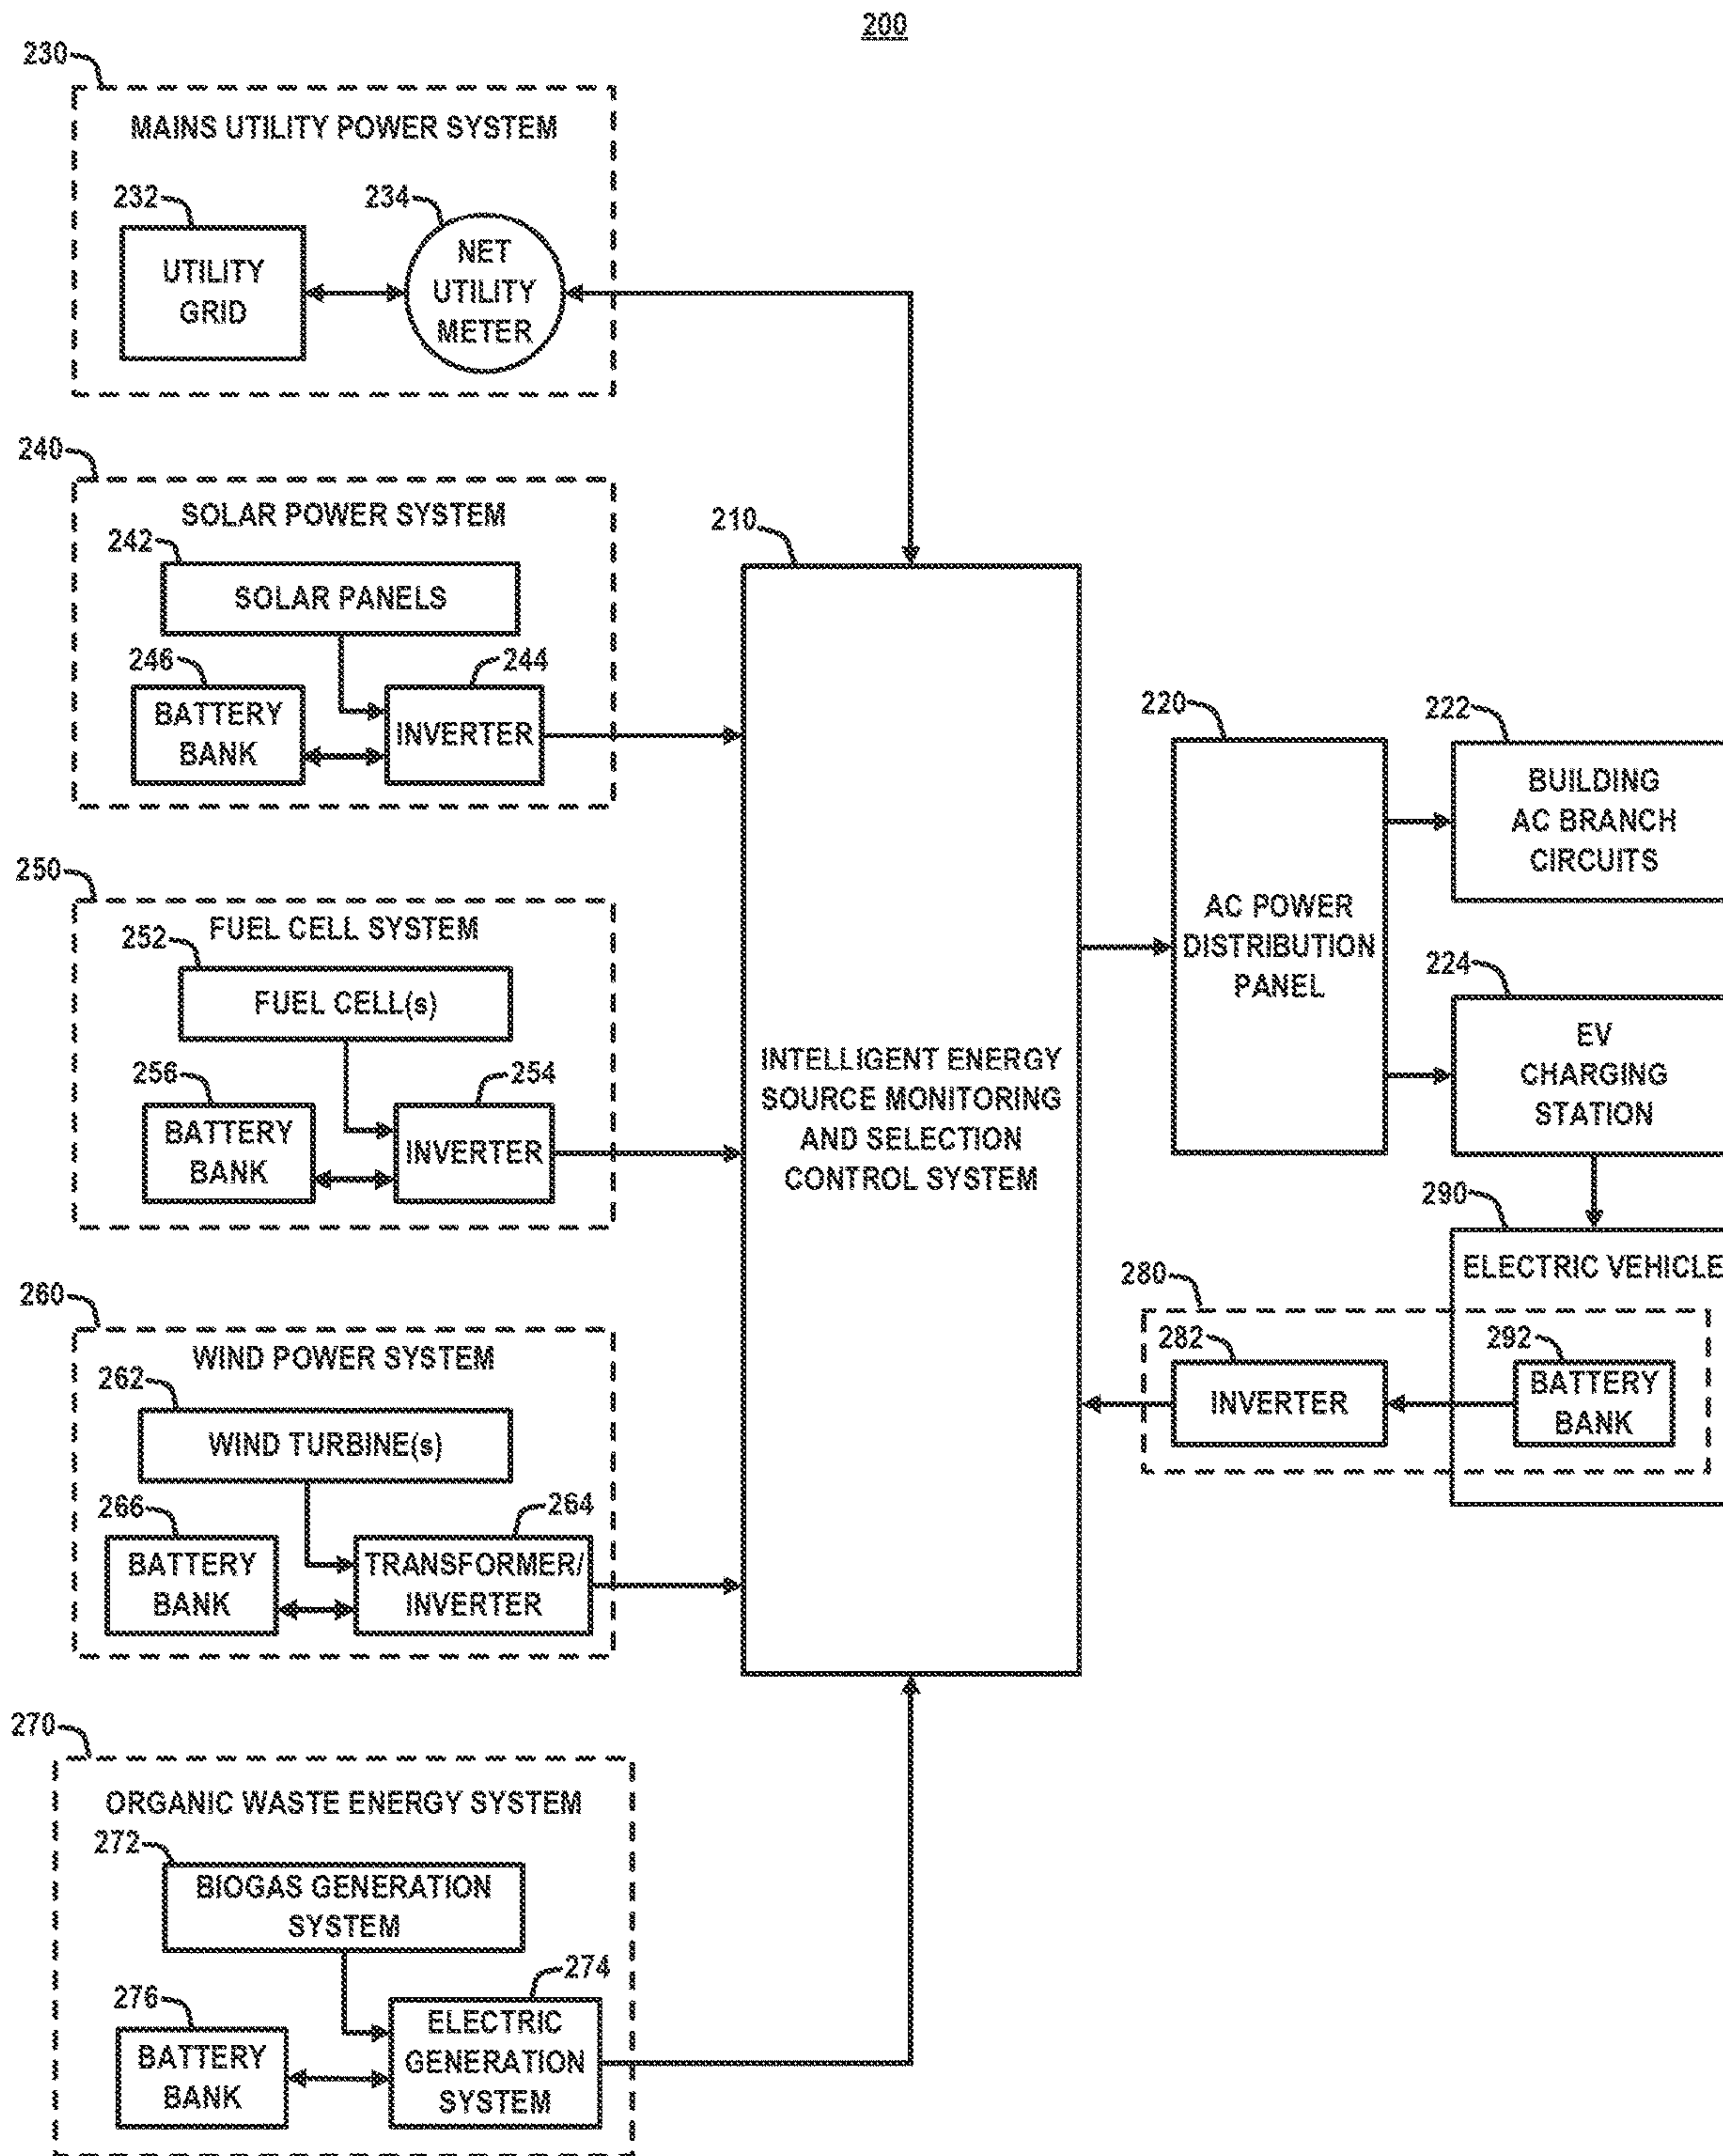 200
230
MAINS UTILITY POWER SYSTEM
232
234
UTILITY
GRID
NET
UTILITY
METER
240
SOLAR POWER SYSTEM
242
SOLAR PANELS
246
244
BATTERY
BANK
INVERTER
250
FUEL CELL SYSTEM
252
FUEL CELL(s)
256
254
BATTERY
BANK
INVERTER
260
WIND POWER SYSTEM
262
WIND TURBINE(s)
266
264
BATTERY
BANK
TRANSFORMER/
INVERTER
270
ORGANIC WASTE ENERGY SYSTEM
272
BIOGAS GENERATION
SYSTEM
276
274
BATTERY
BANK
ELECTRIC
GENERATION
SYSTEM
210
INTELLIGENT ENERGY
SOURCE MONITORING
AND SELECTION
CONTROL SYSTEM
220
AC POWER
DISTRIBUTION
PANEL
222
BUILDING
AC BRANCH
CIRCUITS
224
EV
CHARGING
STATION
290
ELECTRIC VEHICLE
280
282
INVERTER
292
BATTERY
BANK